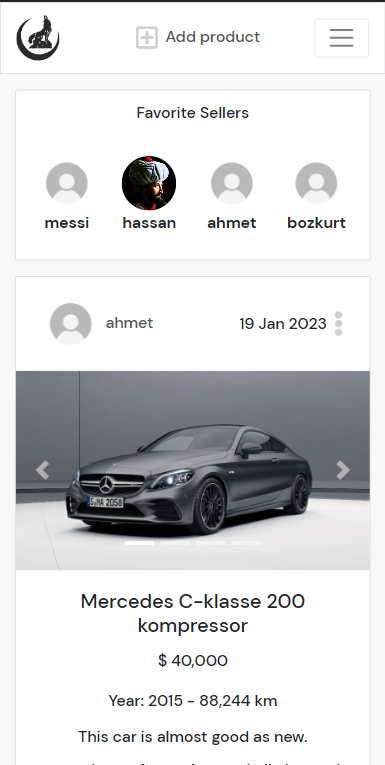 Add product
Favorite Sellers
messi hassan ahmet bozkurt
ahmet 19 Jan 2023
S MA 2058
Mercedes C-klasse 200
kompressor
$ 40,000
Year: 2015 - 88,244 km
This car is almost good as new.